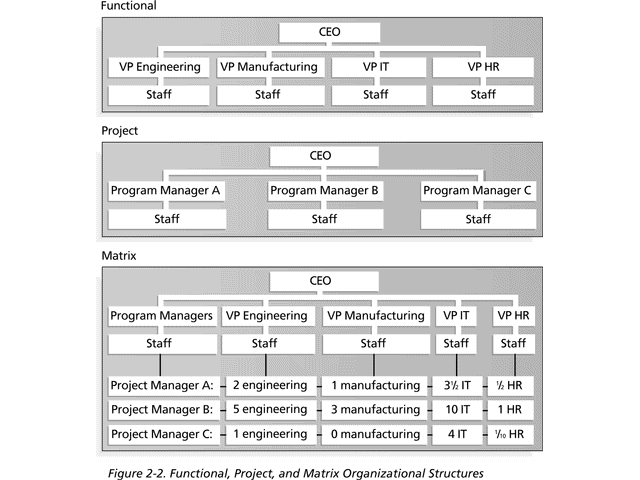 Functional
CEO
VP Engineering VP Manufacturing VP IT VP HR
Staff Staff Staff Staff
Project
CEO
Program Manager A Program Manager B Program Manager C
Staff Staff Staff
Matrix
CEO
Program Managers VP Engineering VP Manufacturing VP IT VP HR
Staff Staff Staff Staff Staff
Project Manager A: 2 engineering 1 manufacturing 3½ IT ½ HR
Project Manager B: 5 engineering 3 manufacturing 10 IT 1 HR
Project Manager C: 1 engineering 0 manufacturing 4 IT ⅒ HR
Figure 2-2. Functional, Project, and Matrix Organizational Structures